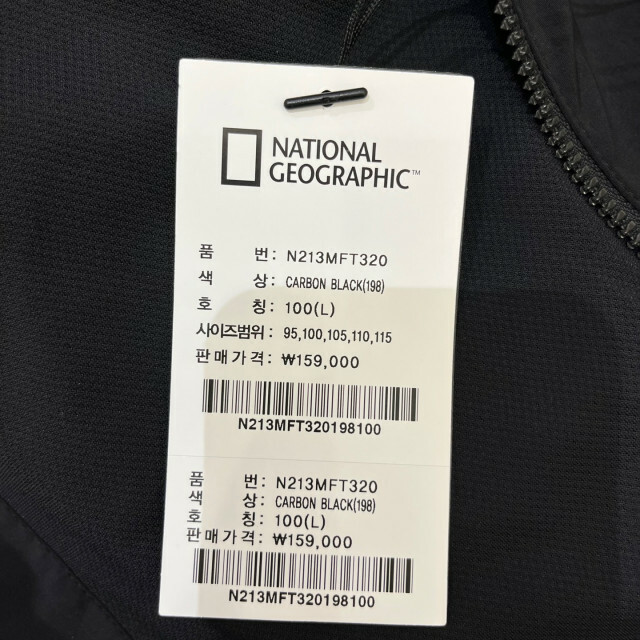 NATIONAL
GEOGRAPHIC™
품 번: N213MFT320
색 상: CARBON BLACK(198)
호 칭: 100(L)
사이즈범위: 95,100,105,110,115
판매가격: ₩159,000
N213MFT320198100
품 번: N213MFT320
색 상: CARBON BLACK(198)
호 칭: 100(L)
판매가격: ₩159,000
N213MFT320198100